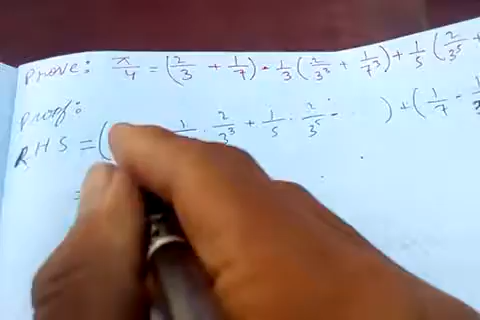 Prove: π/4 = (2/3 + 1/7) - 1/3 (2/3³ + 1/7³) + 1/5 (2/3⁵ +
Proof:
RHS = ( 1/ . 2/3³ + 1/5 . 2/3⁵ - . . . ) + (1/7 - 1/
=